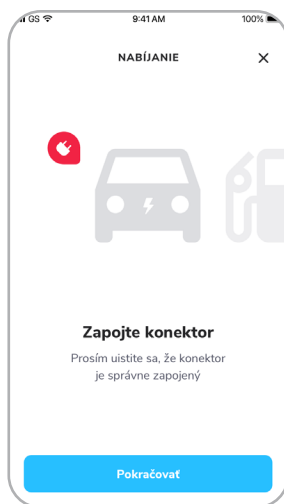 GS 9:41 AM 100%
NABÍJANIE
Zapojte konektor
Prosím uistite sa, že konektor
je správne zapojený
Pokračovať